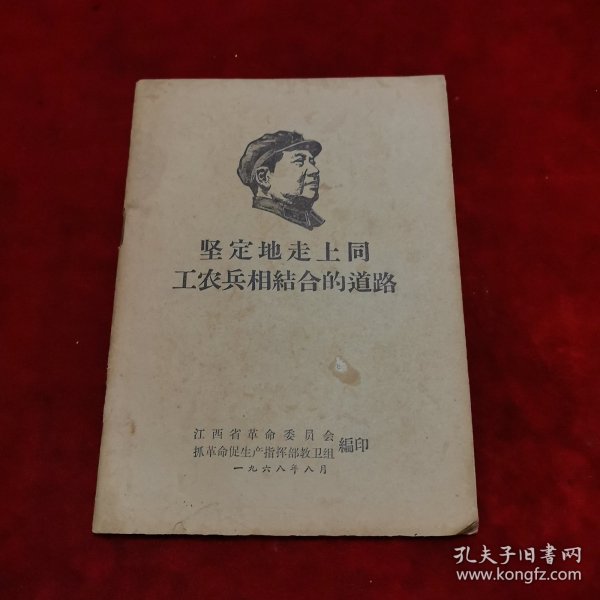 坚定地走上同
工农兵相結合的道路
江西省革命委员会
抓革命促生产指挥部教卫组 編印
一九六八年八月
孔夫子旧书网
www.kongfz.com